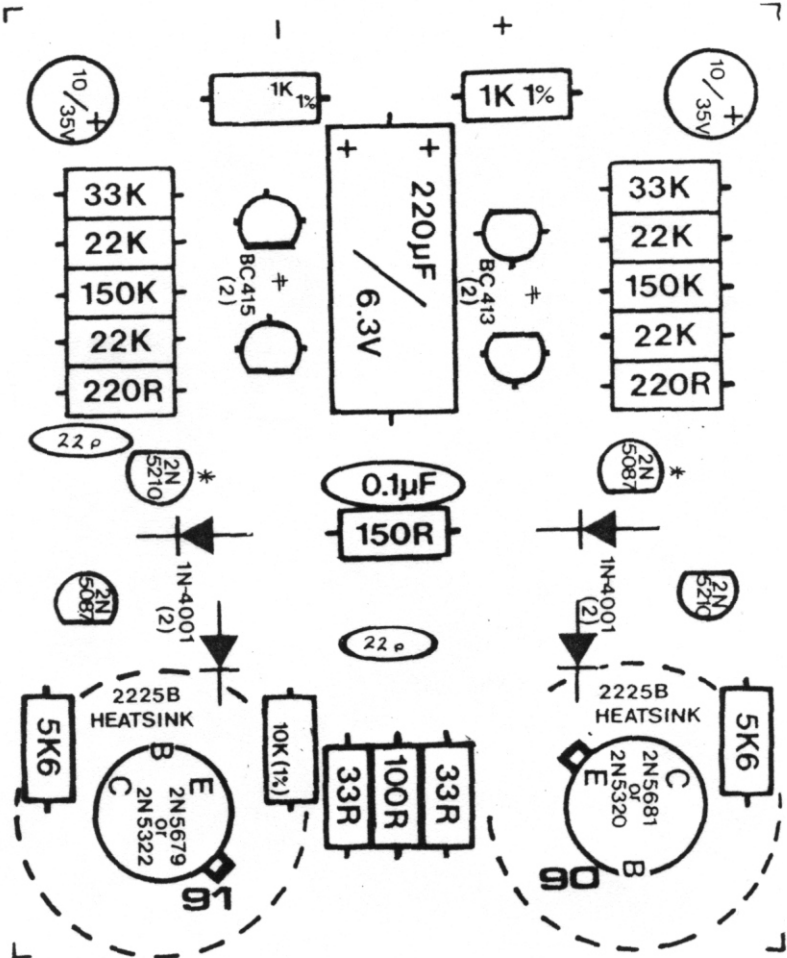 −
+
10/35V
+
1K 1%
1K 1%
10/35V
+
+ +
220µF/6.3V
33K
22K
150K
22K
220R
BC415
(2)
BC413
(2)
33K
22K
150K
22K
220R
22p
2N
5210
*
0.1µF
150R
2N
5087
*
1N-4001
(2)
1N-4001
(2)
2N
5087
2N
5210
22p
2225B
HEATSINK
2225B
HEATSINK
5K6
10K (1%)
33R
100R
33R
5K6
B
E
C
2N5679
or
2N5322
91
C
E
B
2N5681
or
2N5320
90